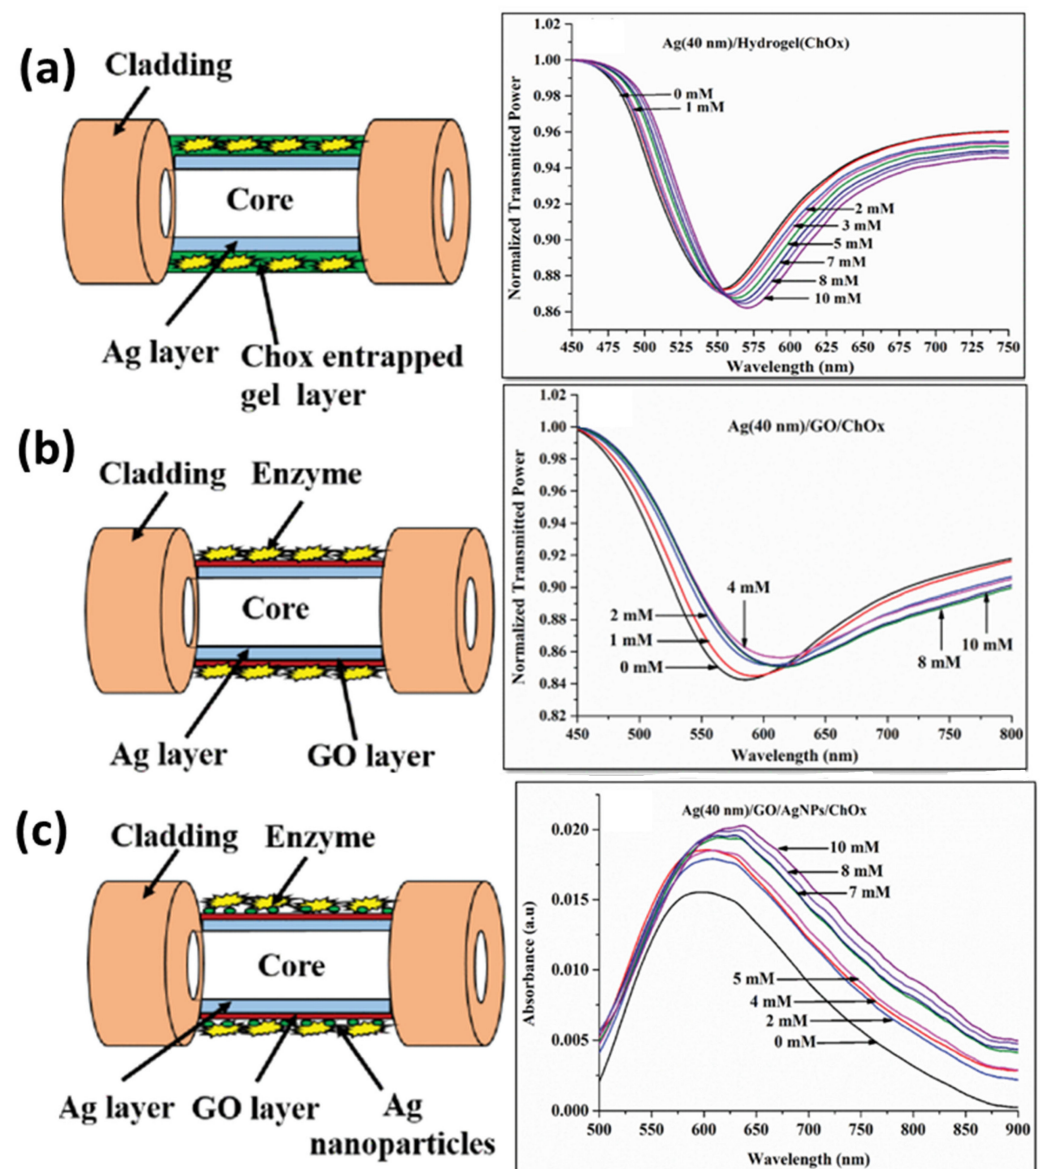 (a)
Cladding
Core
Ag layer
Chox entrapped
gel layer
Ag(40 nm)/Hydrogel(ChOx)
Normalized Transmitted Power
1.02
1.00
0.98
0.96
0.94
0.92
0.90
0.88
0.86
0 mM
1 mM
2 mM
3 mM
5 mM
7 mM
8 mM
10 mM
450 475 500 525 550 575 600 625 650 675 700 725 750
Wavelength (nm)
(b)
Cladding
Enzyme
Core
Ag layer
GO layer
Ag(40 nm)/GO/ChOx
Normalized Transmitted Power
1.02
1.00
0.98
0.96
0.94
0.92
0.90
0.88
0.86
0.84
0.82
4 mM
2 mM
1 mM
0 mM
10 mM
8 mM
450 500 550 600 650 700 750 800
Wavelength (nm)
(c)
Cladding
Enzyme
Core
Ag layer
GO layer
Ag
nanoparticles
Ag(40 nm)/GO/AgNPs/ChOx
Absorbance (a.u)
0.020
0.015
0.010
0.005
0.000
10 mM
8 mM
7 mM
5 mM
4 mM
2 mM
0 mM
500 550 600 650 700 750 800 850 900
Wavelength (nm)